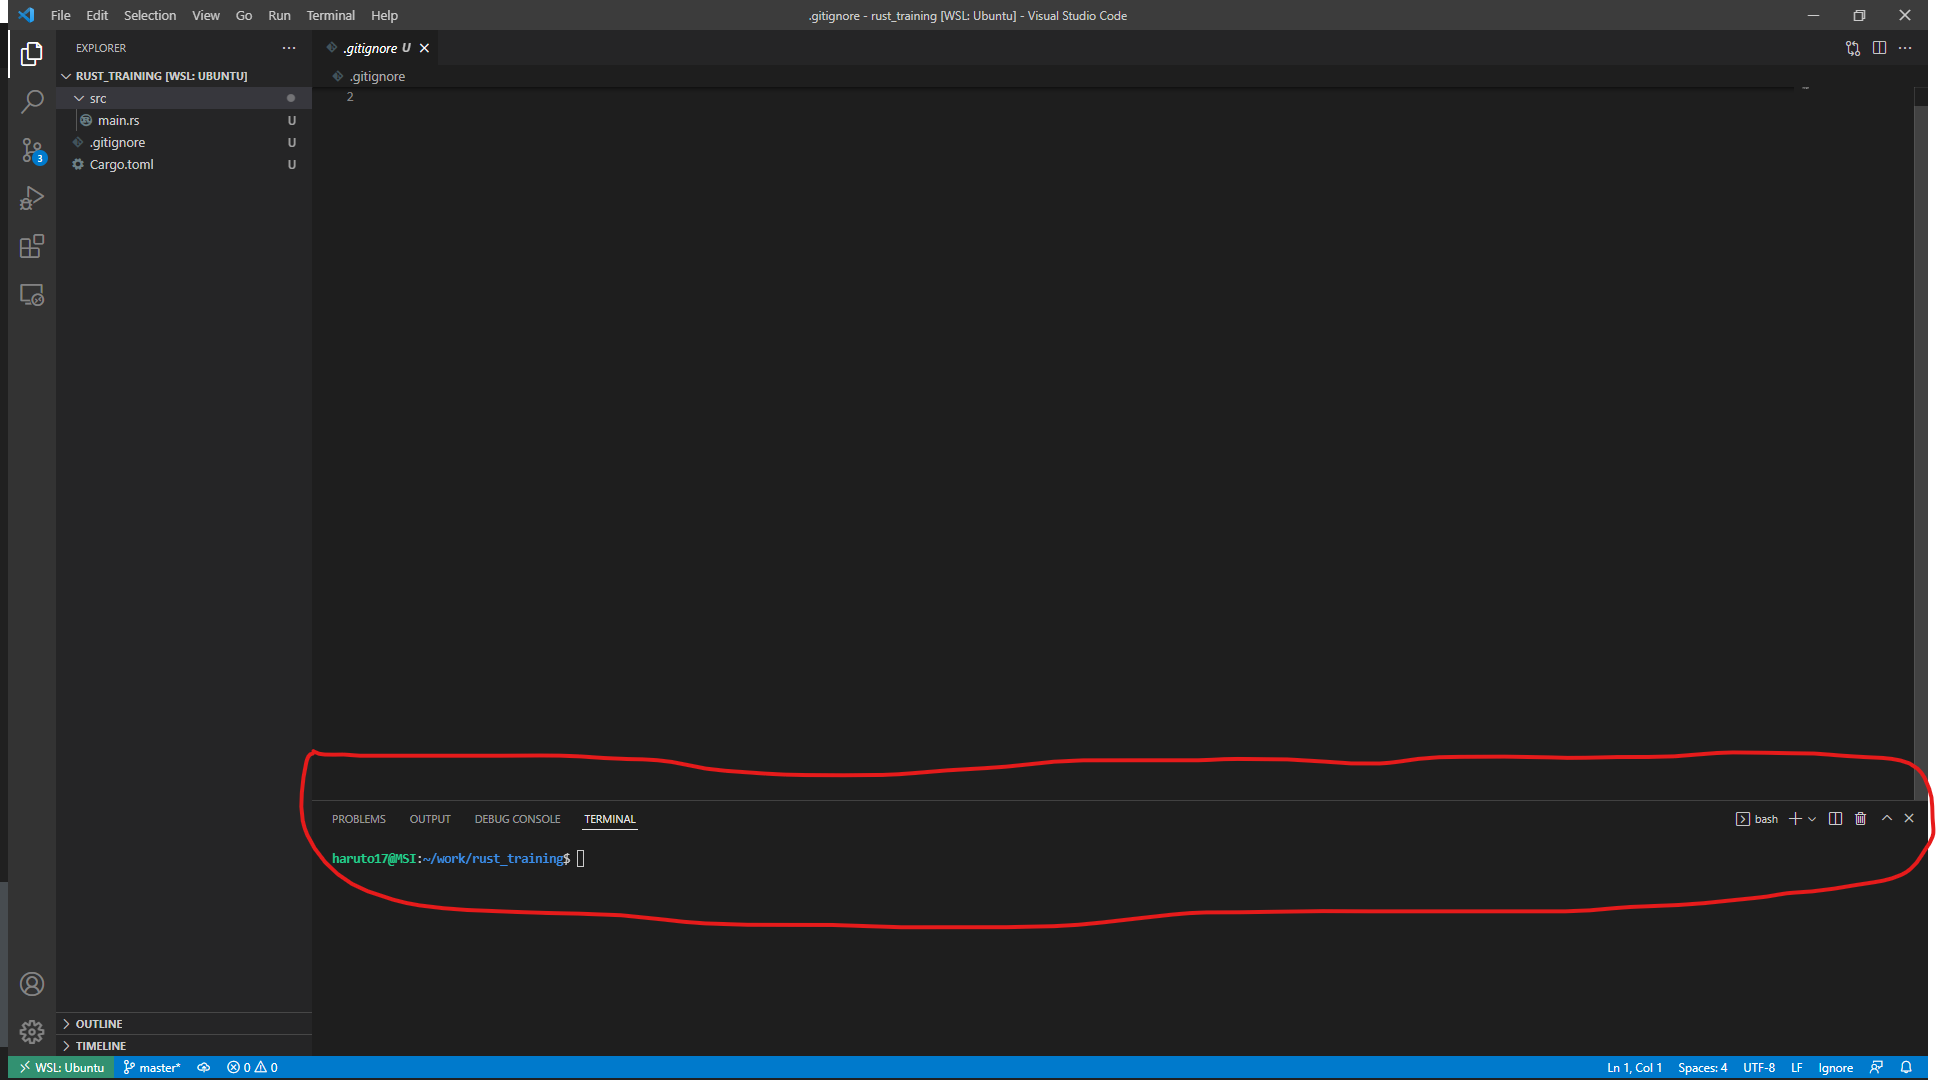 File Edit Selection View Go Run Terminal Help
.gitignore - rust_training [WSL: Ubuntu] - Visual Studio Code
EXPLORER
RUST_TRAINING [WSL: UBUNTU]
src
main.rs U
.gitignore U
Cargo.toml U
3
OUTLINE
TIMELINE
.gitignore U
.gitignore
2
PROBLEMS OUTPUT DEBUG CONSOLE TERMINAL
bash
haruto17@MSI:~/work/rust_training$
WSL: Ubuntu master* 0 0
Ln 1, Col 1 Spaces: 4 UTF-8 LF Ignore